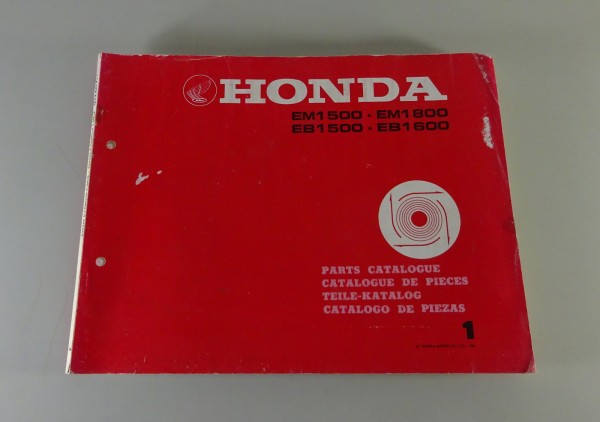 HONDA
EM1500 · EM1800
EB1500 · EB1600
PARTS CATALOGUE
CATALOGUE DE PIECES
TEILE-KATALOG
CATALOGO DE PIEZAS
1